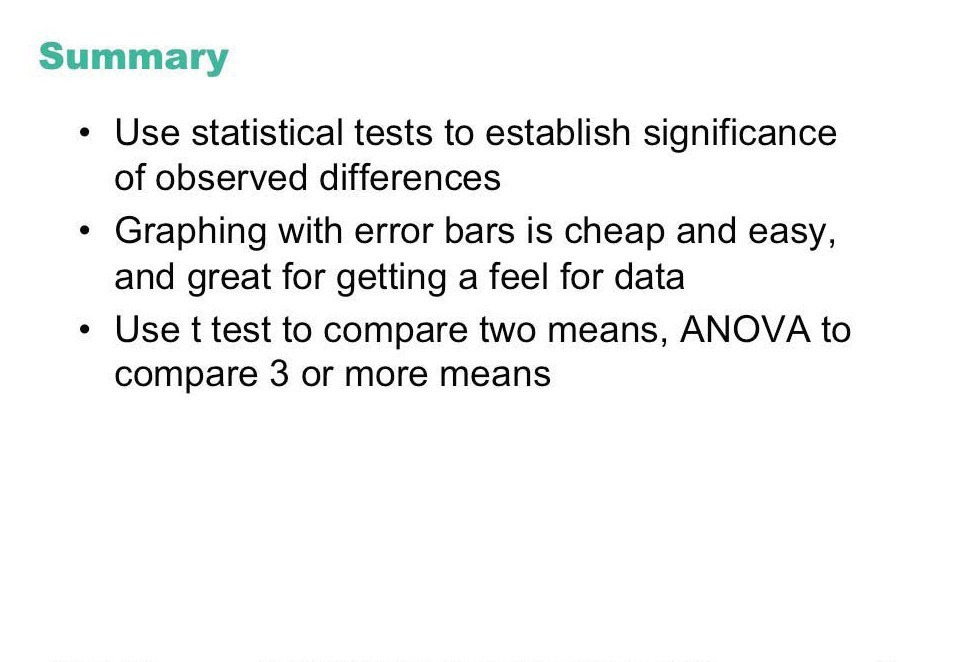 Summary
• Use statistical tests to establish significance
of observed differences
• Graphing with error bars is cheap and easy,
and great for getting a feel for data
• Use t test to compare two means, ANOVA to
compare 3 or more means